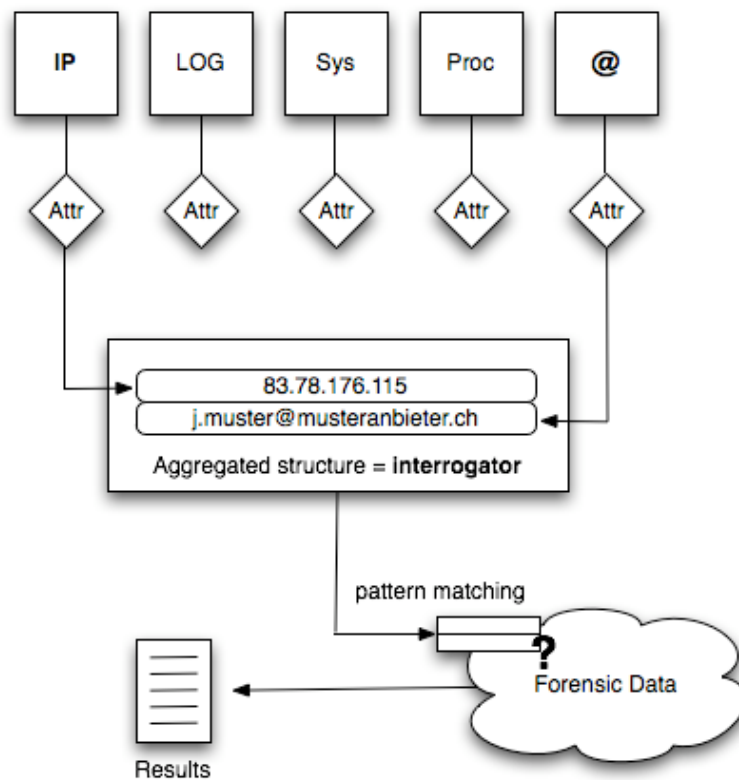 IP
LOG
Sys
Proc
@
Attr
Attr
Attr
Attr
Attr
83.78.176.115
j.muster@musteranbieter.ch
Aggregated structure = interrogator
pattern matching
?
Forensic Data
Results